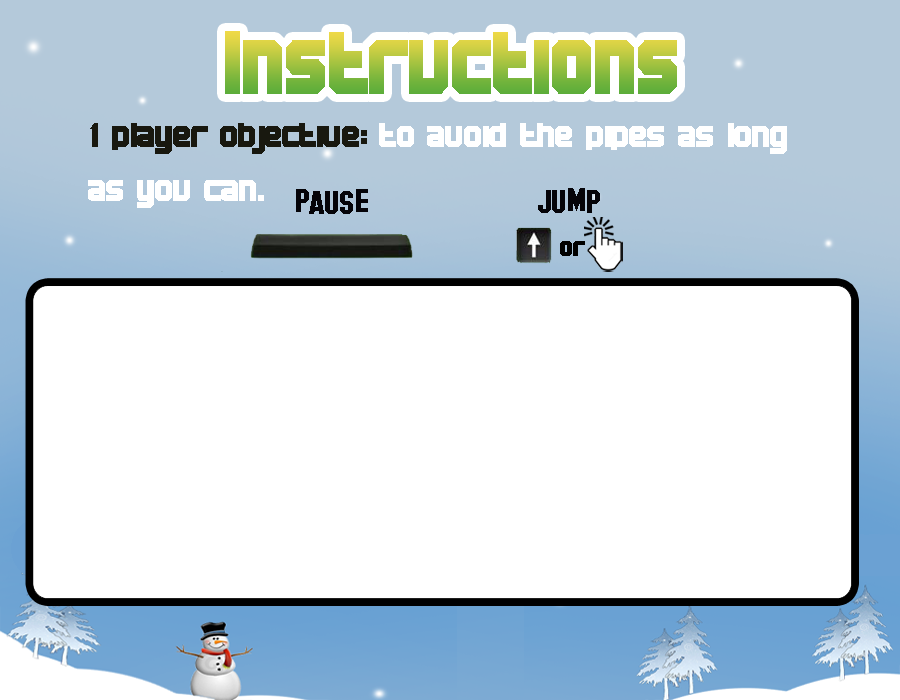 Instructions
1 player objective: to avoid the pipes as long
as you can.
PAUSE
JUMP
or